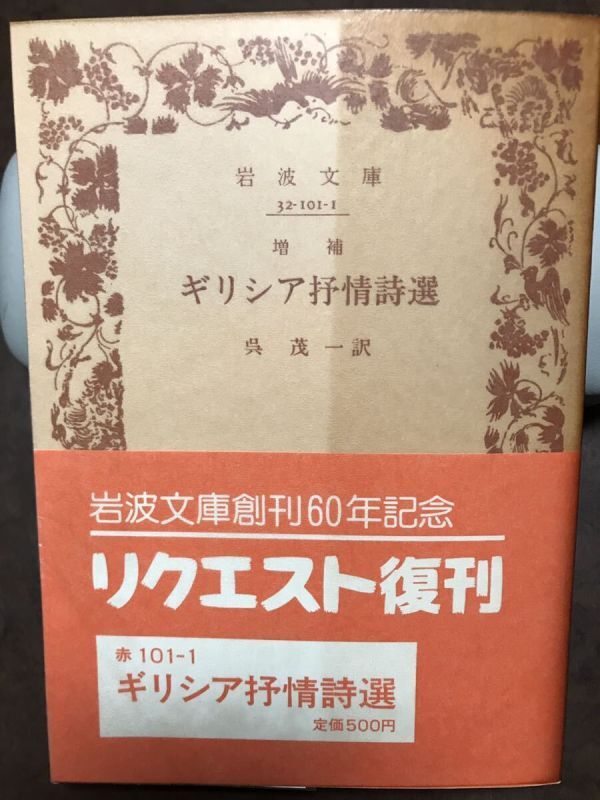 岩波文庫
32-101-1
増補
ギリシア抒情詩選
呉茂一訳
岩波文庫創刊60年記念
リクエスト復刊
赤 101-1
ギリシア抒情詩選
定価500円